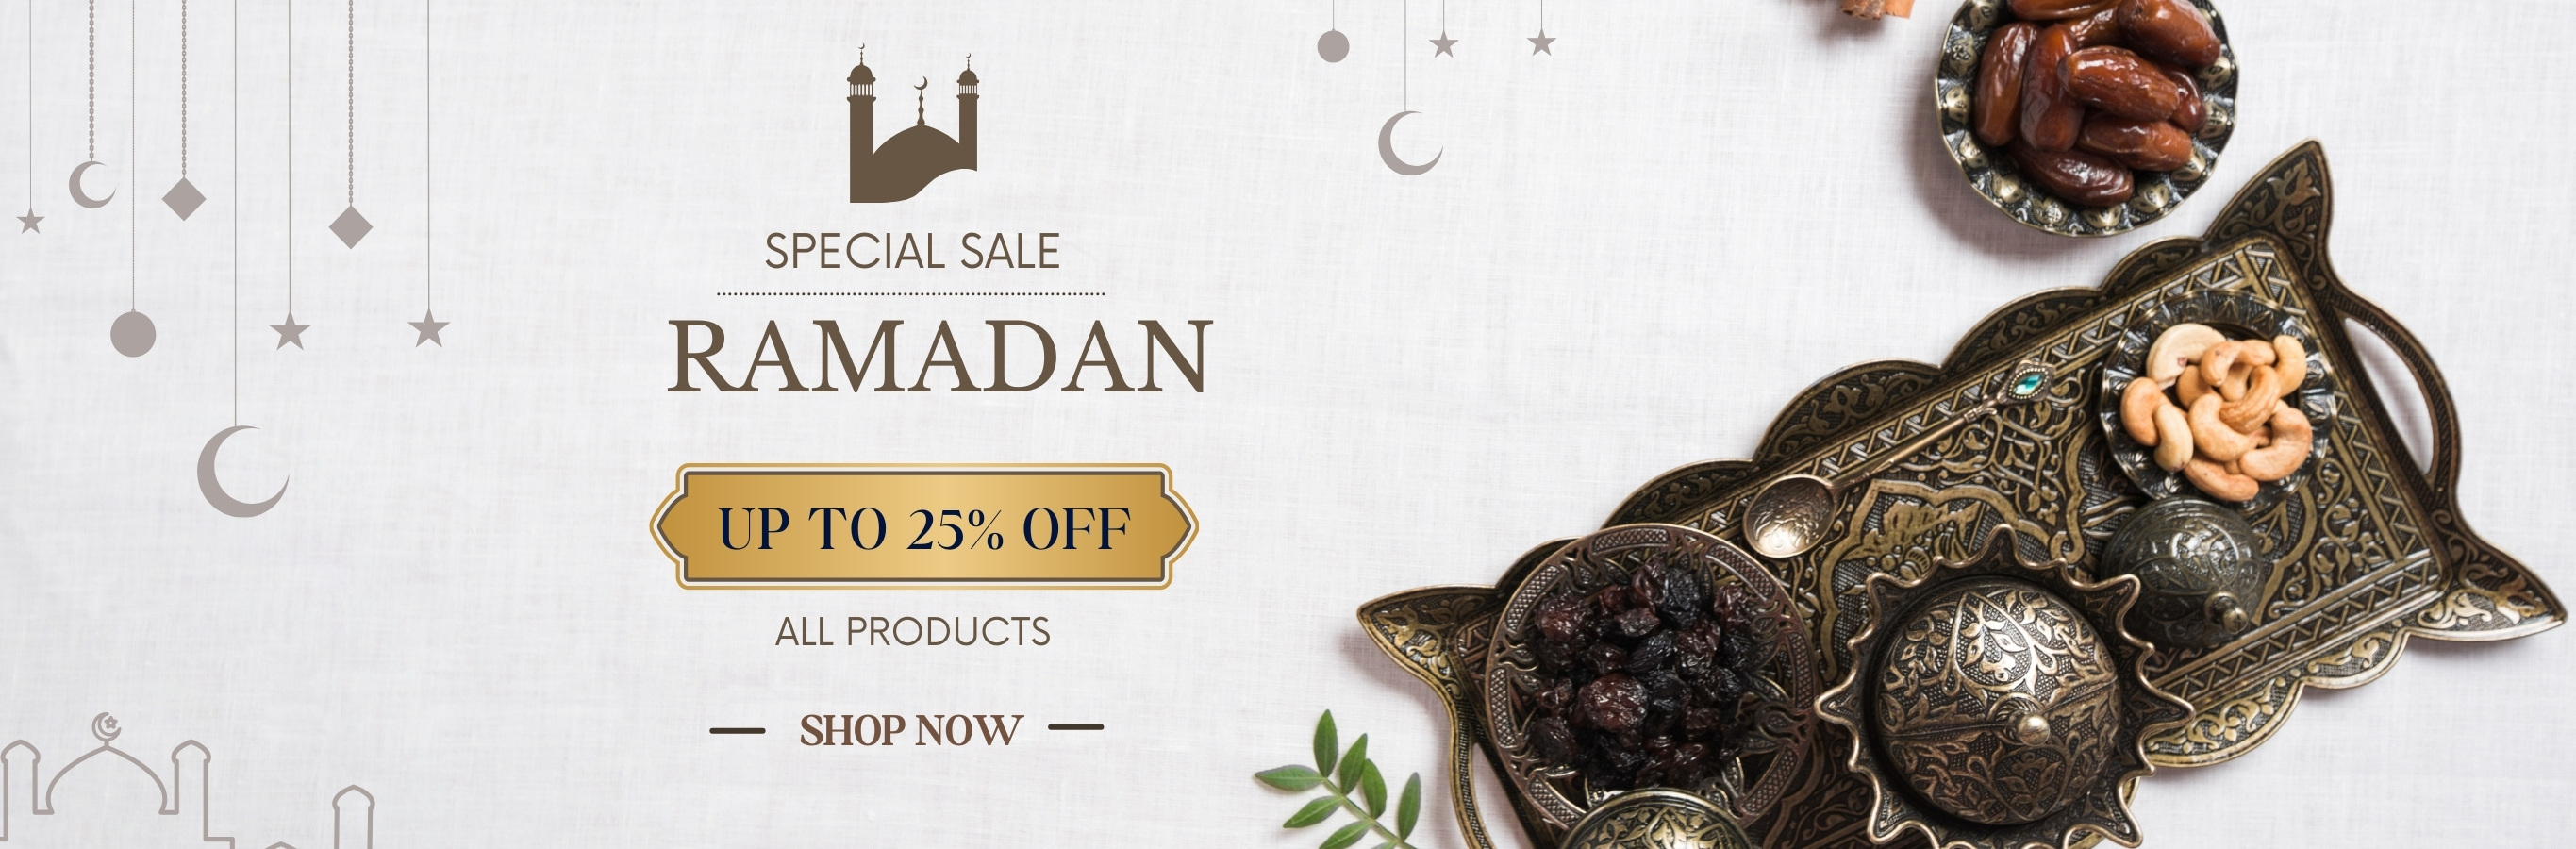 SPECIAL SALE
RAMADAN
UP TO 25% OFF
ALL PRODUCTS
SHOP NOW